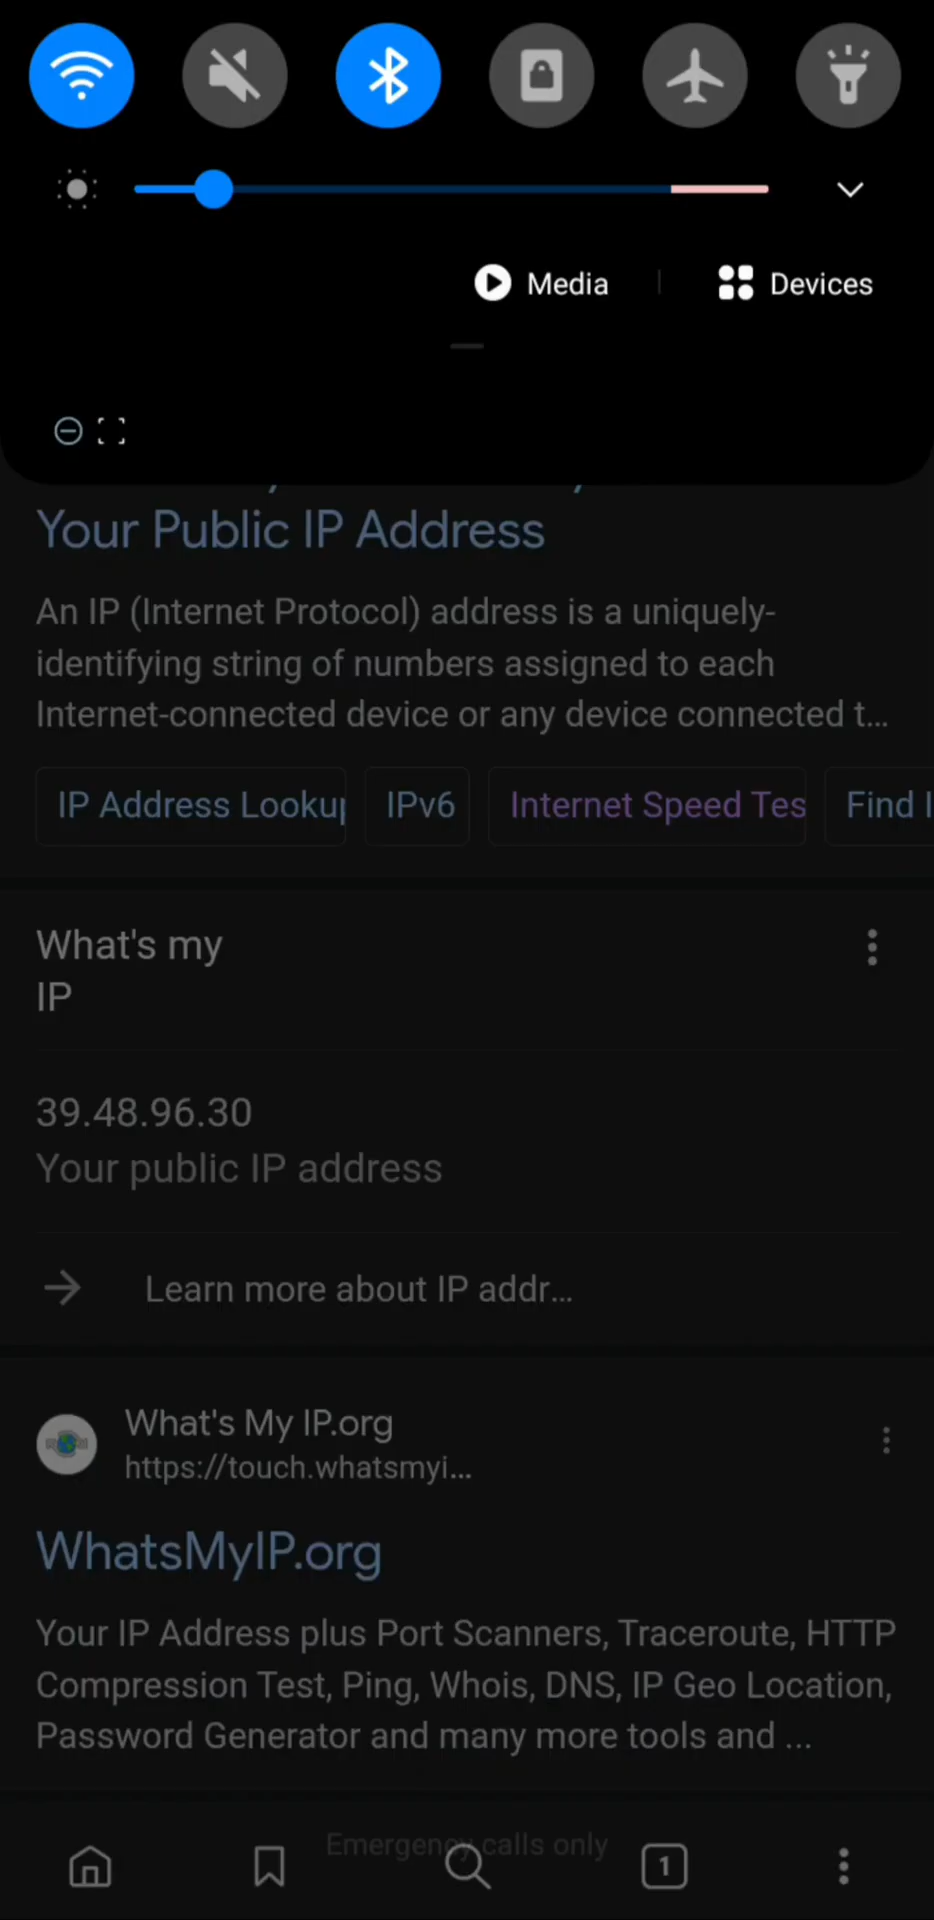 Media
Devices
Your Public IP Address
An IP (Internet Protocol) address is a uniquely-
identifying string of numbers assigned to each
Internet-connected device or any device connected t...
IP Address Lookup
IPv6
Internet Speed Tes
Find I
What's my
IP
39.48.96.30
Your public IP address
Learn more about IP addr...
What's My IP.org
https://touch.whatsmyi...
WhatsMyIP.org
Your IP Address plus Port Scanners, Traceroute, HTTP
Compression Test, Ping, Whois, DNS, IP Geo Location,
Password Generator and many more tools and ...
Emergency calls only
1